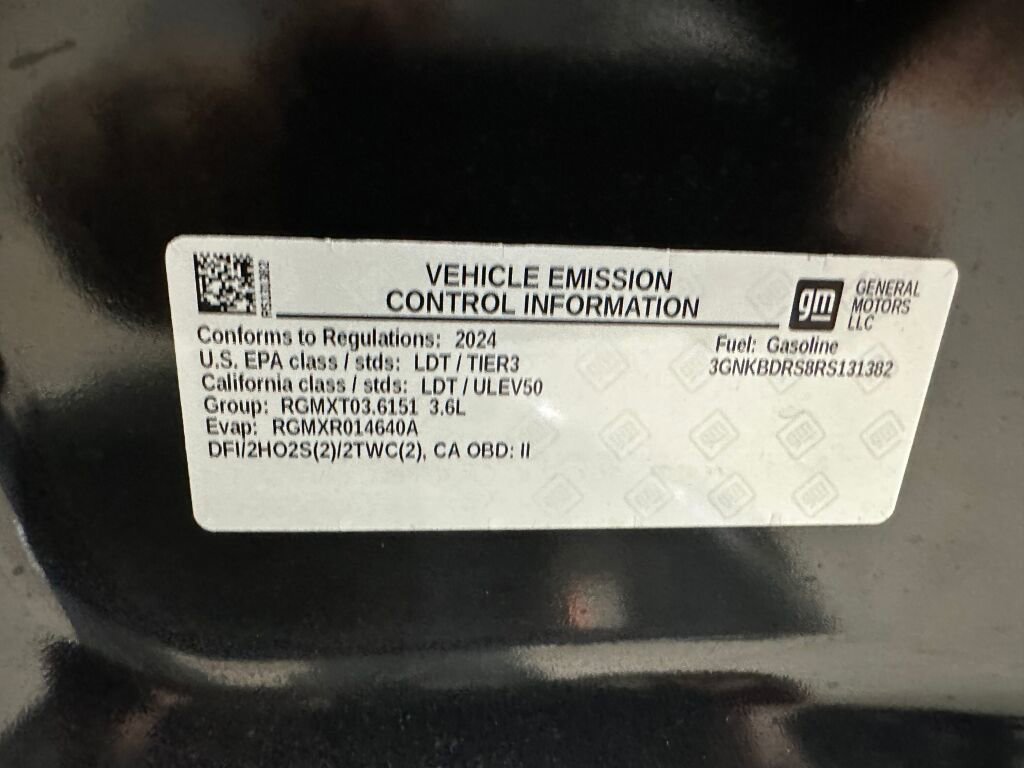 RS131382
VEHICLE EMISSION
CONTROL INFORMATION
gm
GENERAL
MOTORS
LLC
Conforms to Regulations: 2024
U.S. EPA class / stds: LDT / TIER3
California class / stds: LDT / ULEV50
Group: RGMXT03.6151 3.6L
Evap: RGMXR014640A
DFI/2HO2S(2)/2TWC(2), CA OBD: II
Fuel: Gasoline
3GNKBDRS8RS131382